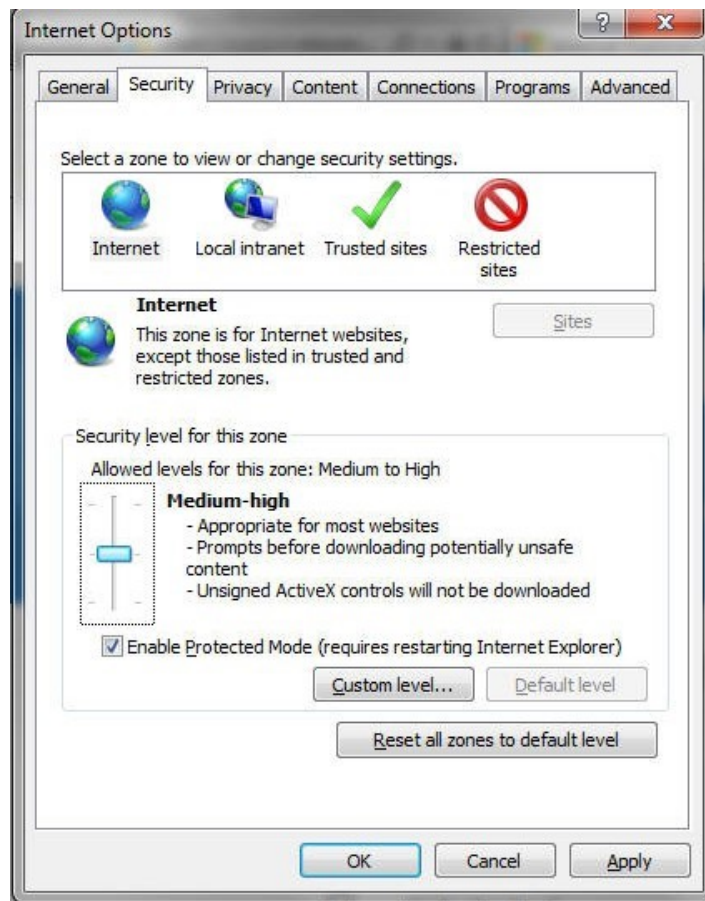 Internet Options
General Security Privacy Content Connections Programs Advanced
Select a zone to view or change security settings.
Internet Local intranet Trusted sites Restricted
sites
Internet
Sites
This zone is for Internet websites,
except those listed in trusted and
restricted zones.
Security level for this zone
Allowed levels for this zone: Medium to High
Medium-high
- Appropriate for most websites
- Prompts before downloading potentially unsafe
content
- Unsigned ActiveX controls will not be downloaded
Enable Protected Mode (requires restarting Internet Explorer)
Custom level... Default level
Reset all zones to default level
OK Cancel Apply